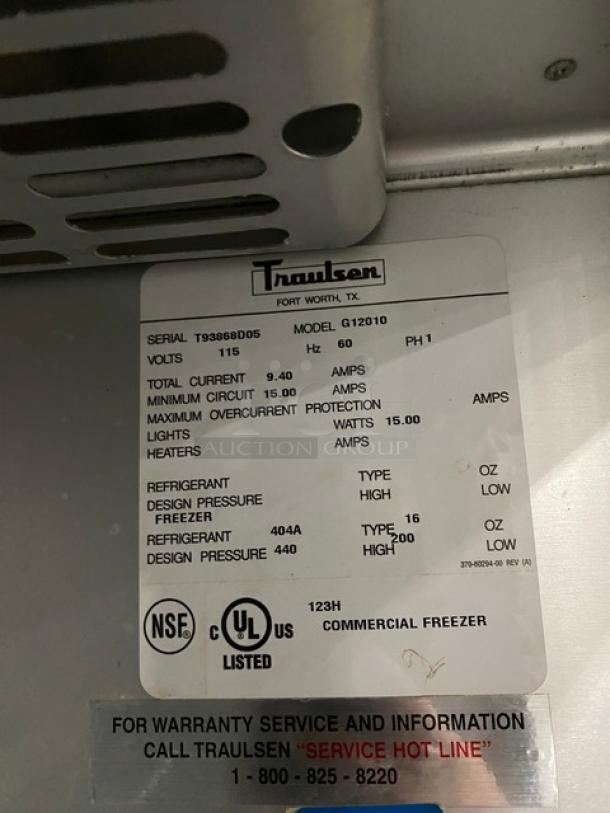 Traulsen
FORT WORTH, TX.
SERIAL T93868D05 MODEL G12010
VOLTS 115 Hz 60 PH 1
TOTAL CURRENT 9.40 AMPS
MINIMUM CIRCUIT 15.00 AMPS
MAXIMUM OVERCURRENT PROTECTION AMPS
LIGHTS WATTS 15.00
HEATERS AMPS
AUCTION GROUP
REFRIGERANT TYPE OZ
DESIGN PRESSURE HIGH LOW
FREEZER
REFRIGERANT 404A TYPE 16 OZ
DESIGN PRESSURE 440 HIGH 200 LOW
370-60294-00 REV (A)
NSF®
C UL® US
LISTED
123H
COMMERCIAL FREEZER
FOR WARRANTY SERVICE AND INFORMATION
CALL TRAULSEN "SERVICE HOT LINE"
1 - 800 - 825 - 8220